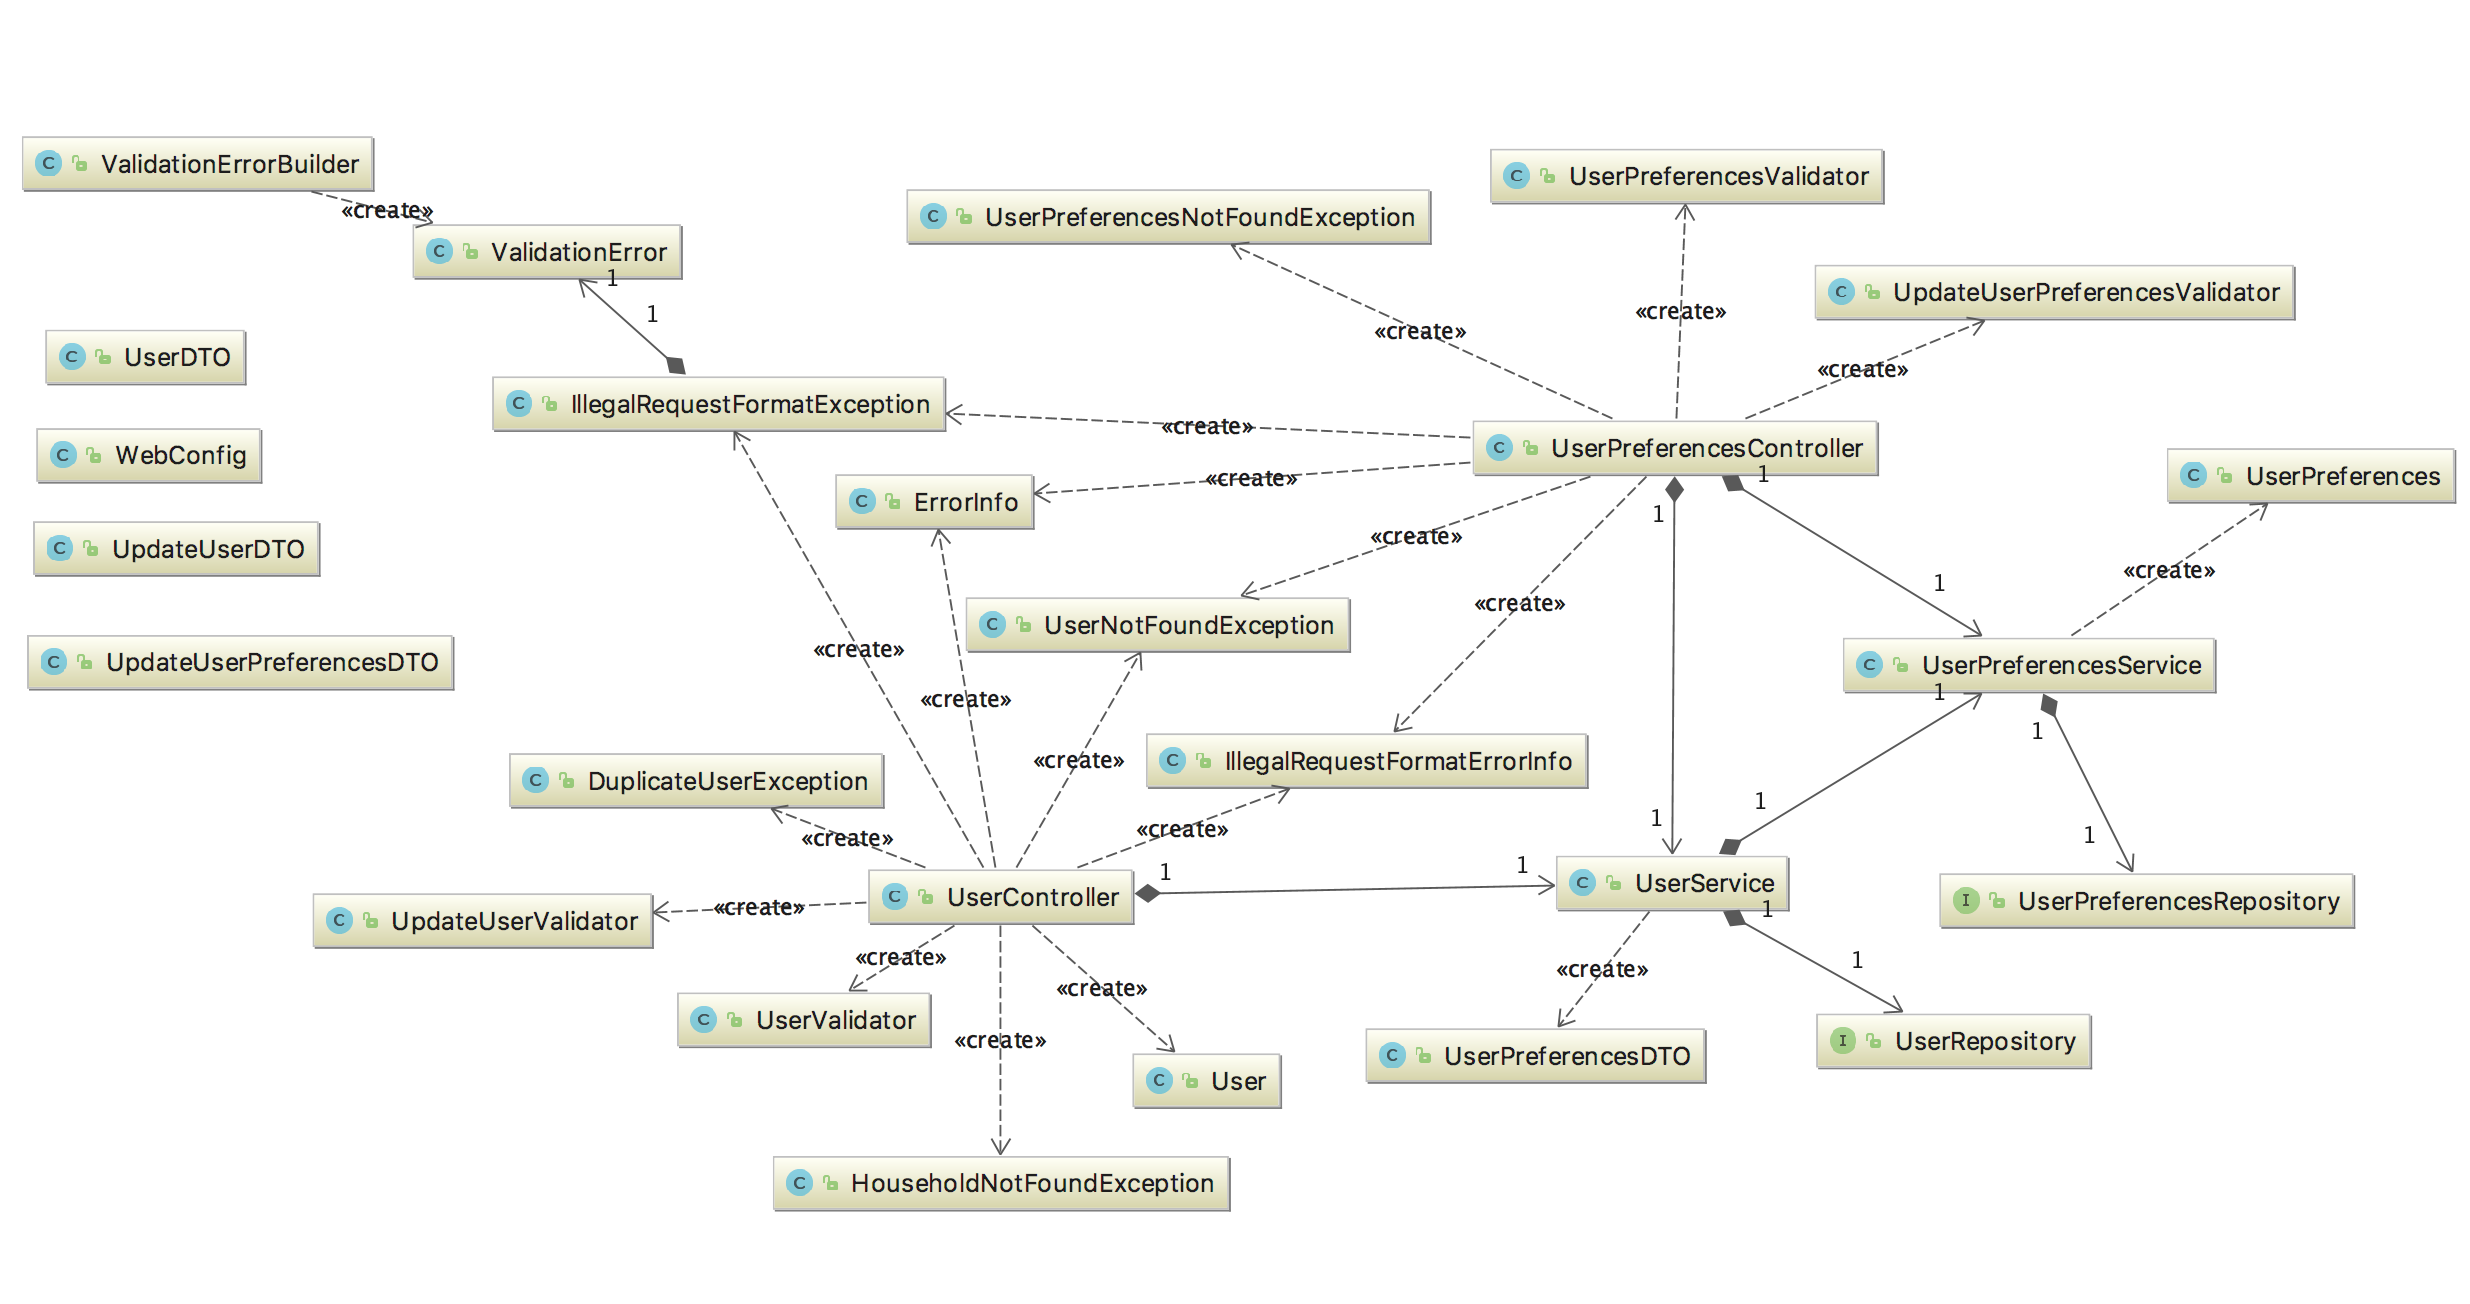 C ValidationErrorBuilder
«create»
C ValidationError
1
1
C UserDTO
C WebConfig
C UpdateUserDTO
C UpdateUserPreferencesDTO
C UserPreferencesNotFoundException
C UserPreferencesValidator
C UpdateUserPreferencesValidator
«create»
«create»
«create»
C IllegalRequestFormatException
«create»
C UserPreferencesController
1
«create»
C ErrorInfo
C UserPreferences
1
«create»
«create»
1
«create»
C UserNotFoundException
«create»
«create»
C UserPreferencesService
1
«create»
1
C DuplicateUserException
«create»
C IllegalRequestFormatErrorInfo
1
1
1
«create»
«create»
C UserController
1
1
C UserService
1
C UpdateUserValidator
«create»
I UserPreferencesRepository
«create»
«create»
«create»
1
C UserValidator
«create»
C User
C UserPreferencesDTO
I UserRepository
C HouseholdNotFoundException